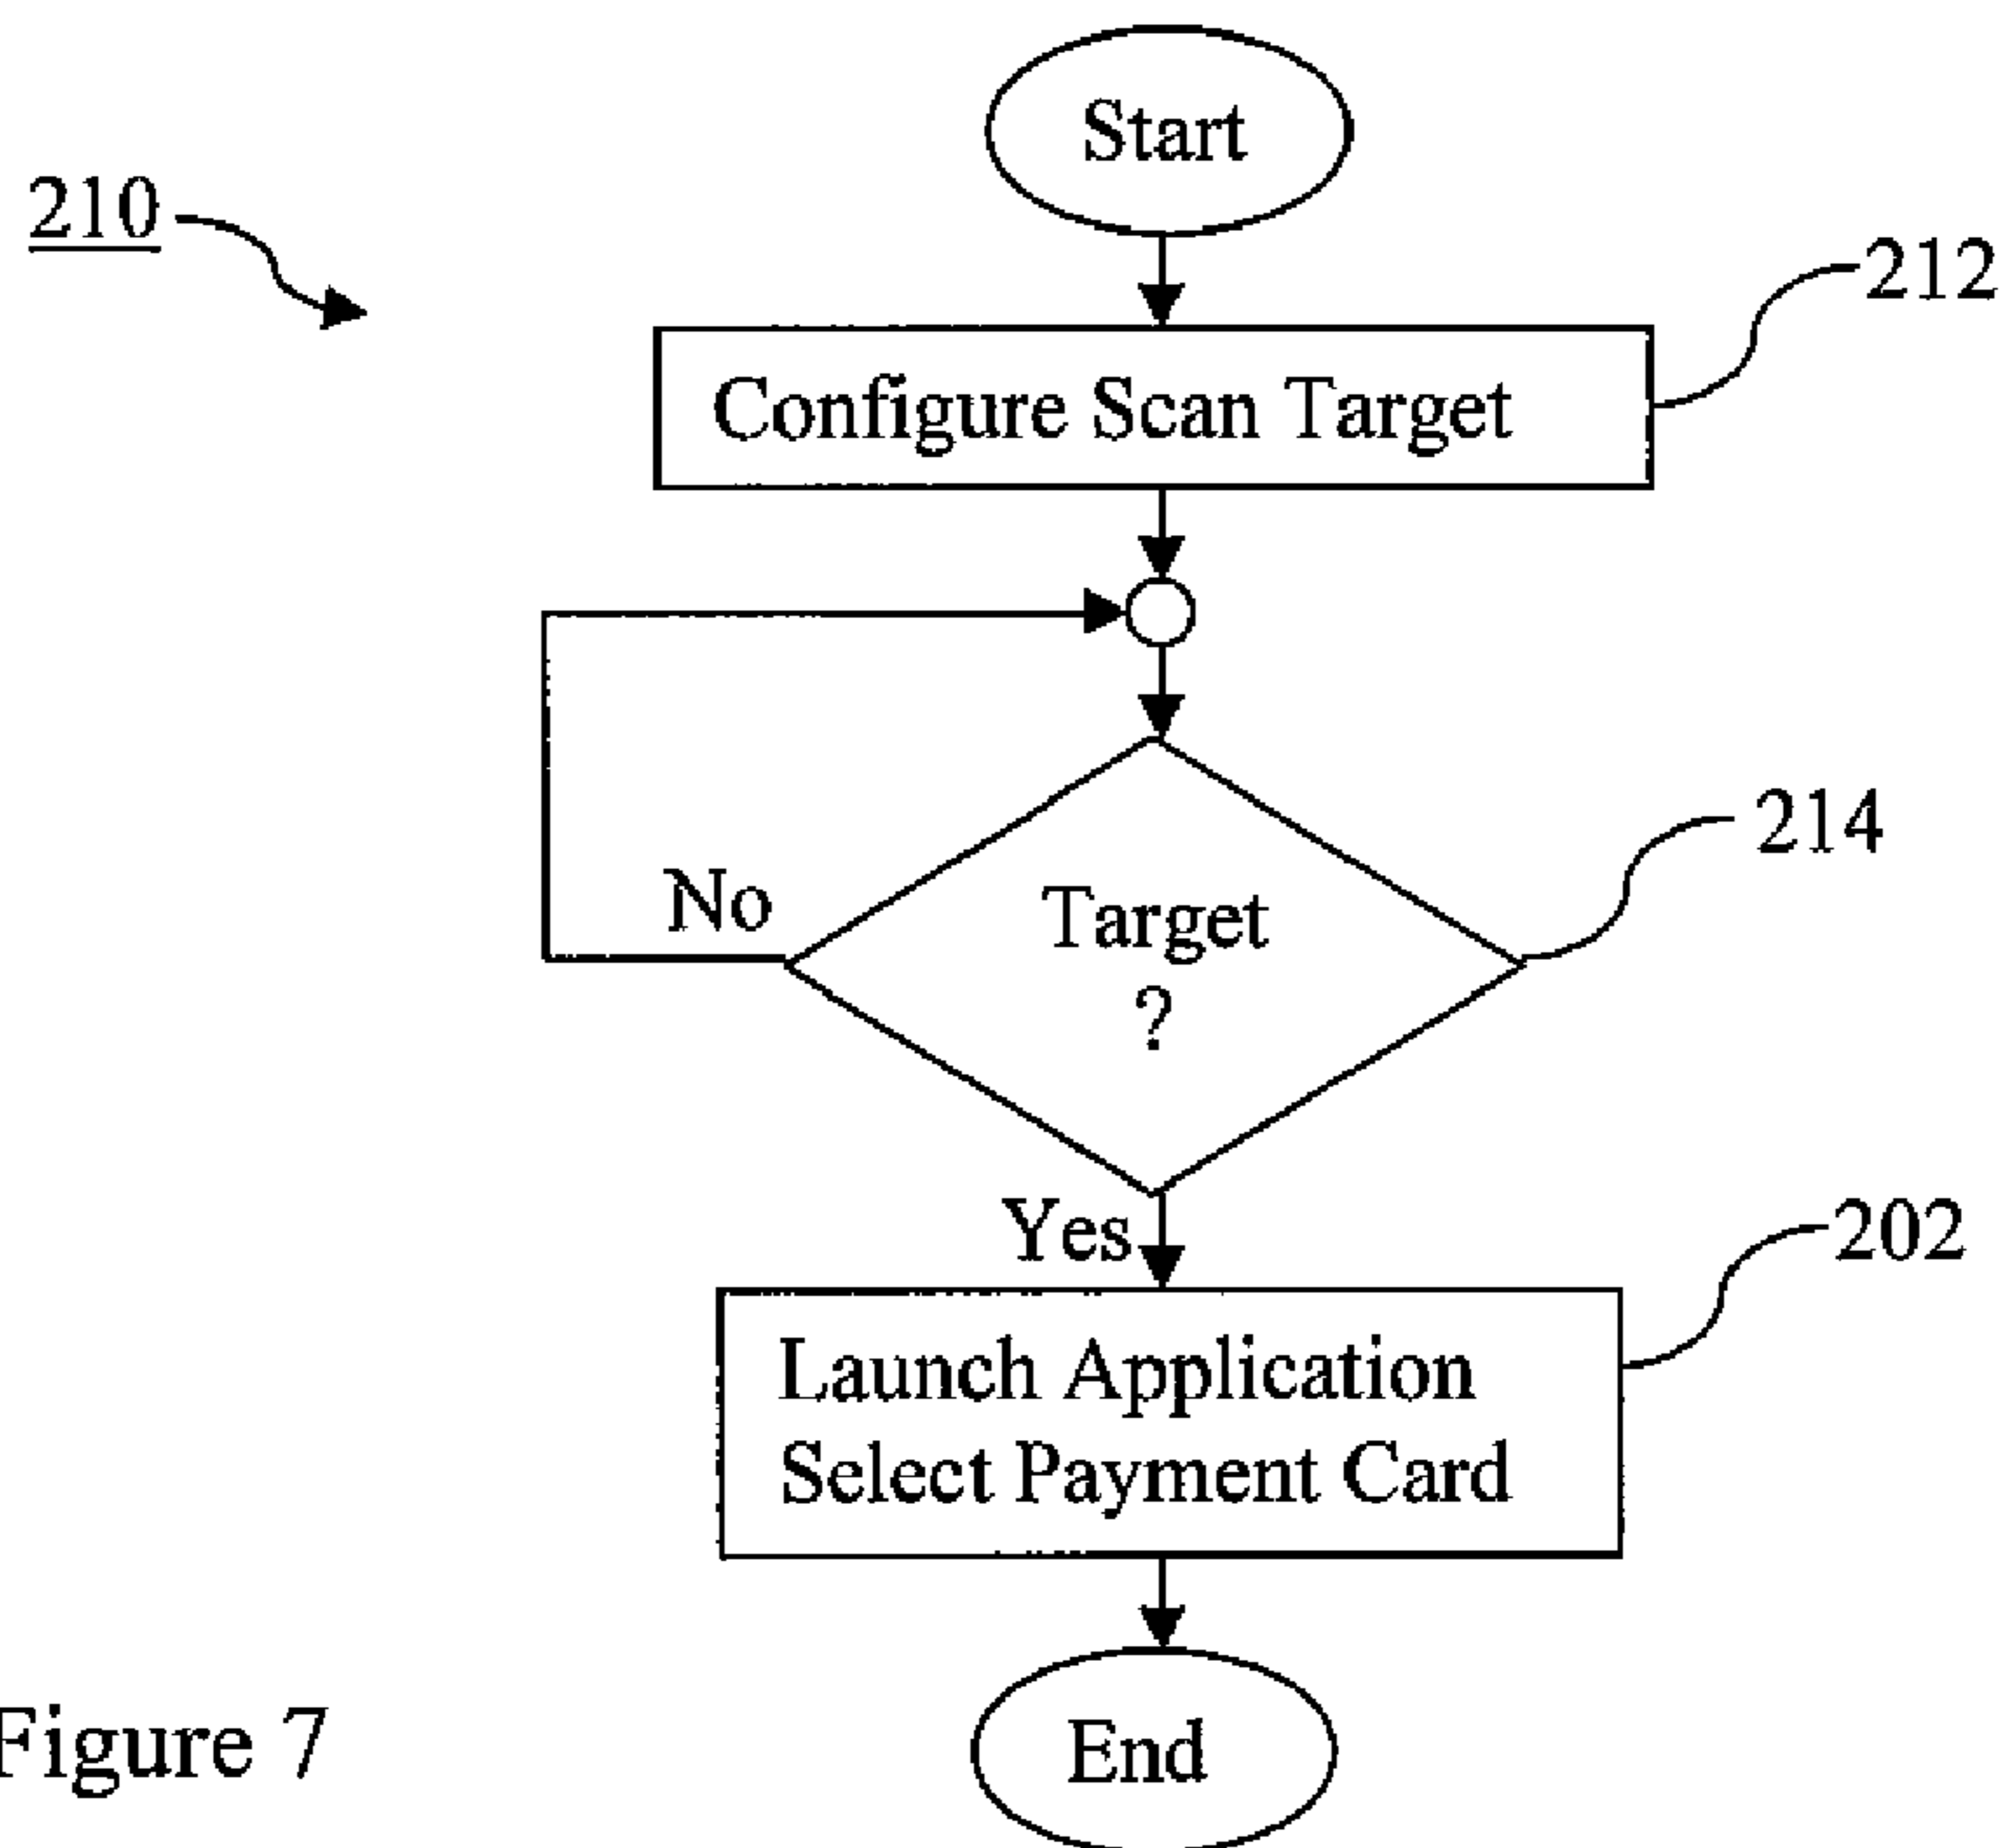 Start
210
212
Configure Scan Target
214
No
Target
?
Yes
202
Launch Application
Select Payment Card
End
Figure 7